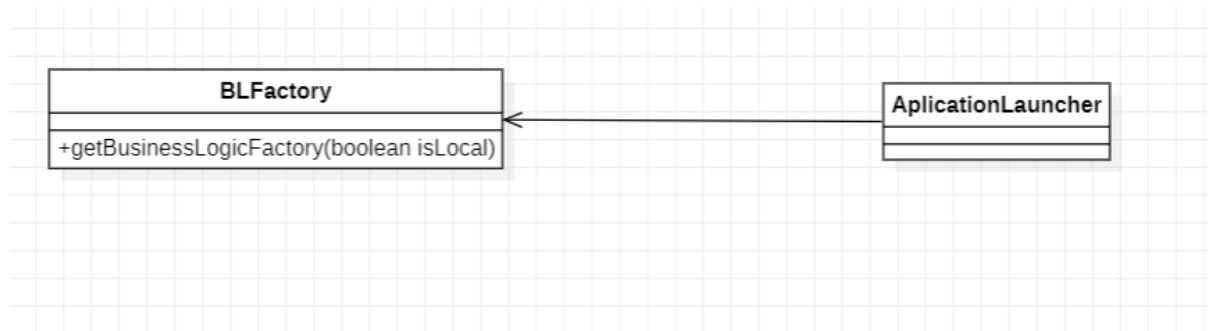 BLFactory
+getBusinessLogicFactory(boolean isLocal)
AplicationLauncher